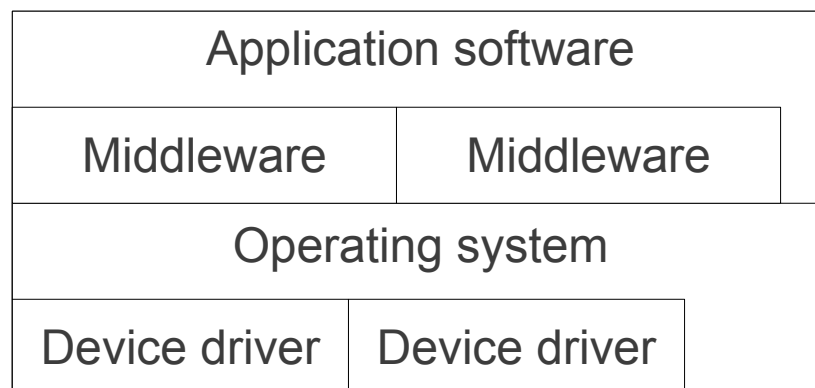 Application software
Middleware Middleware
Operating system
Device driver Device driver